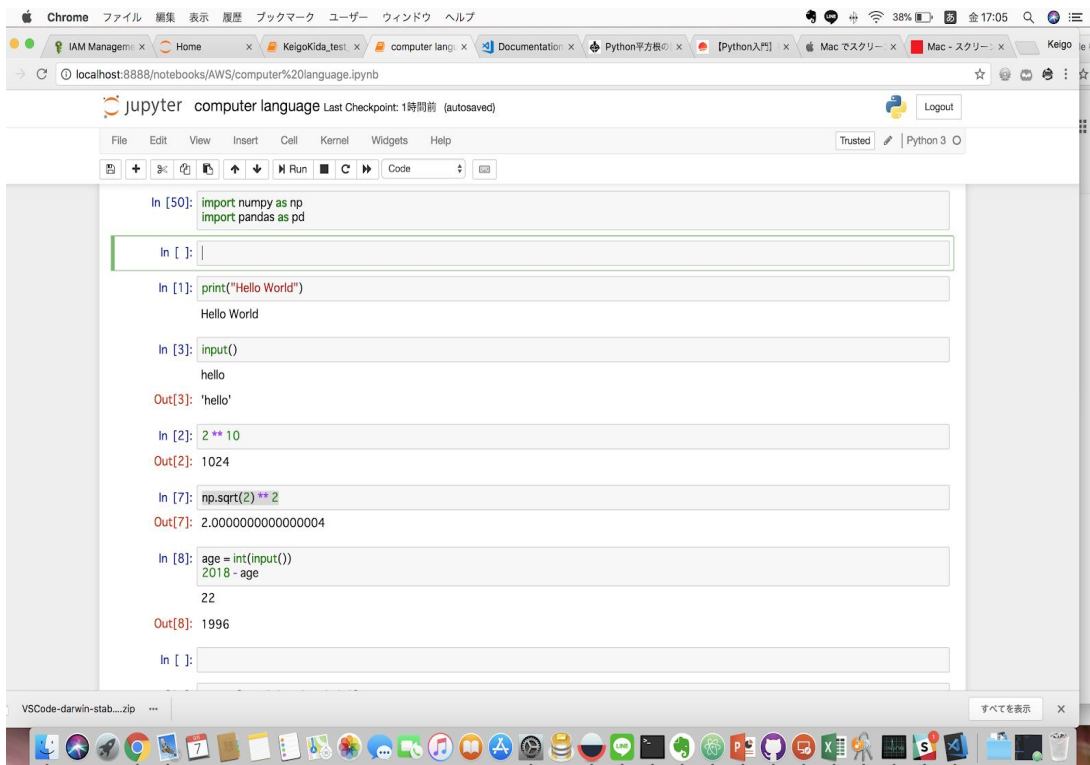 Chrome ファイル 編集 表示 履歴 ブックマーク ユーザー ウィンドウ ヘルプ 38% あ 金17:05
IAM Manageme Home KeigoKida_test. computer langu Documentation Python平方根の 【Python入門】 Mac でスクリーン Mac - スクリーン Keigo
localhost:8888/notebooks/AWS/computer%20language.ipynb
jupyter computer language Last Checkpoint: 1時間前 (autosaved) Logout
File Edit View Insert Cell Kernel Widgets Help Trusted Python 3
Run Code
In [50]: import numpy as np
import pandas as pd
In [ ]:
In [1]: print("Hello World")
Hello World
In [3]: input()
hello
Out[3]: 'hello'
In [2]: 2 ** 10
Out[2]: 1024
In [7]: np.sqrt(2) ** 2
Out[7]: 2.0000000000000004
In [8]: age = int(input())
2018 - age
22
Out[8]: 1996
In [ ]:
VSCode-darwin-stab....zip すべてを表示
7